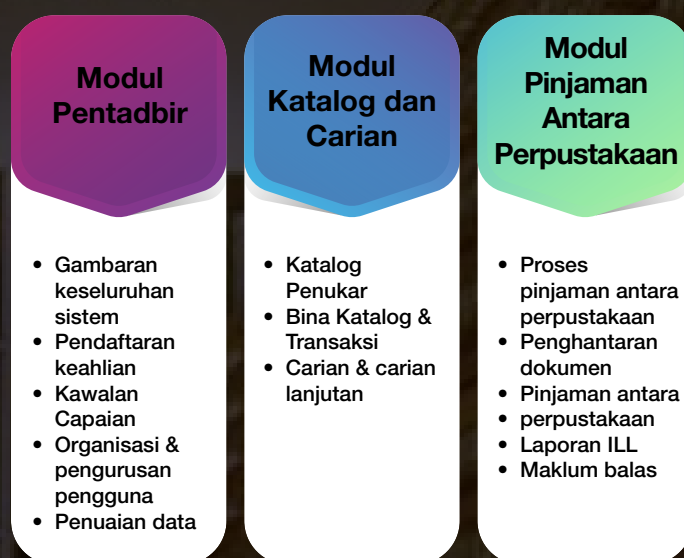 Modul
Pentadbir
• Gambaran
keseluruhan
sistem
• Pendaftaran
keahlian
• Kawalan
Capaian
• Organisasi &
pengurusan
pengguna
• Penuaian data
Modul
Katalog dan
Carian
• Katalog
Penukar
• Bina Katalog &
Transaksi
• Carian & carian
lanjutan
Modul
Pinjaman
Antara
Perpustakaan
• Proses
pinjaman antara
perpustakaan
• Penghantaran
dokumen
• Pinjaman antara
• perpustakaan
• Laporan ILL
• Maklum balas